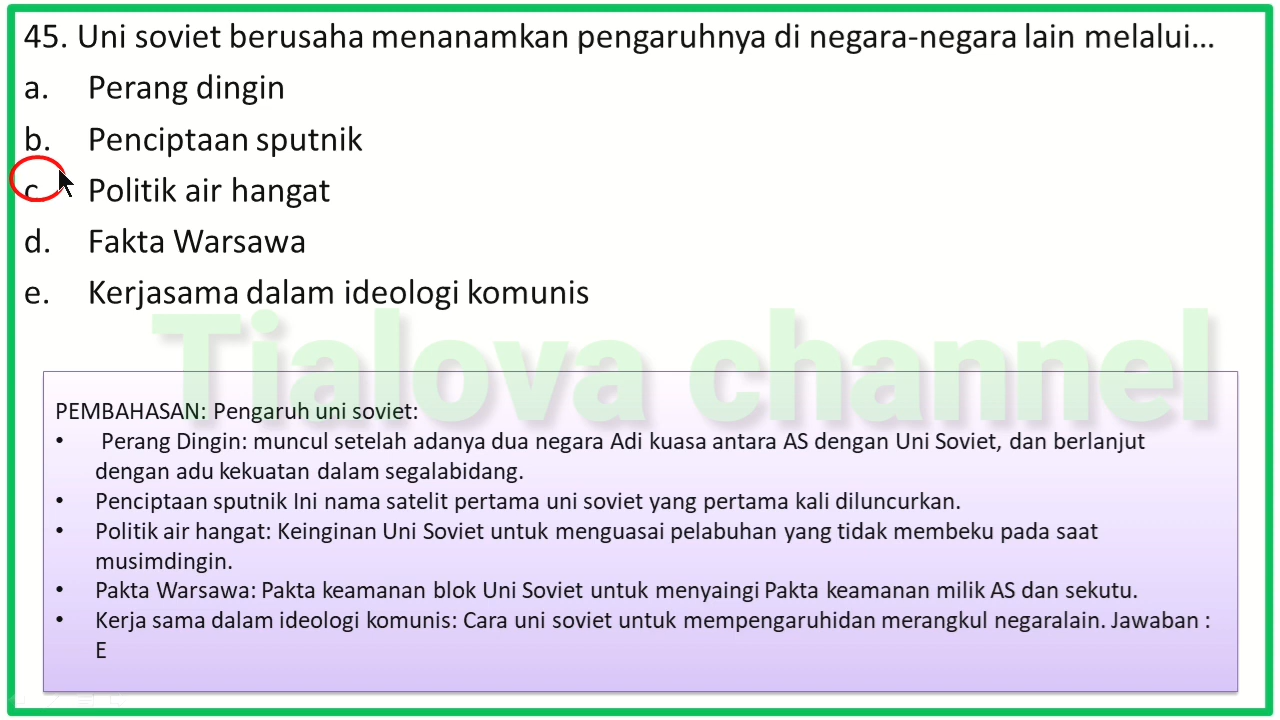 45. Uni soviet berusaha menanamkan pengaruhnya di negara-negara lain melalui...
a. Perang dingin
b. Penciptaan sputnik
c Politik air hangat
d. Fakta Warsawa
e. Kerjasama dalam ideologi komunis
Tialova channel
PEMBAHASAN: Pengaruh uni soviet:
• Perang Dingin: muncul setelah adanya dua negara Adi kuasa antara AS dengan Uni Soviet, dan berlanjut
dengan adu kekuatan dalam segalabidang.
• Penciptaan sputnik Ini nama satelit pertama uni soviet yang pertama kali diluncurkan.
• Politik air hangat: Keinginan Uni Soviet untuk menguasai pelabuhan yang tidak membeku pada saat
musimdingin.
• Pakta Warsawa: Pakta keamanan blok Uni Soviet untuk menyaingi Pakta keamanan milik AS dan sekutu.
• Kerja sama dalam ideologi komunis: Cara uni soviet untuk mempengaruhidan merangkul negaralain. Jawaban :
E